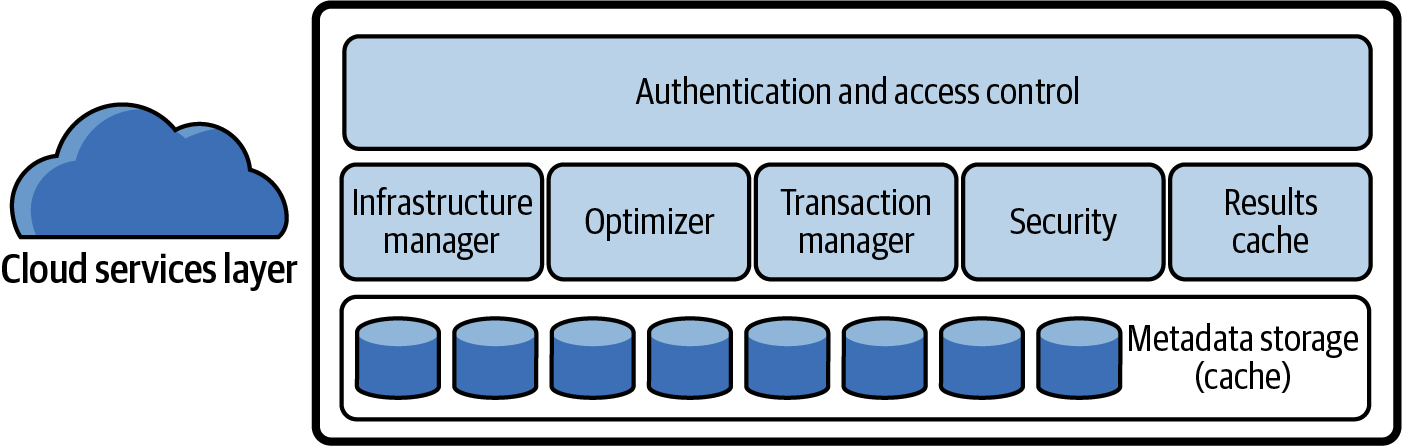 Authentication and access control
Infrastructure
manager
Optimizer
Transaction
manager
Security
Results
cache
Cloud services layer
Metadata storage
(cache)